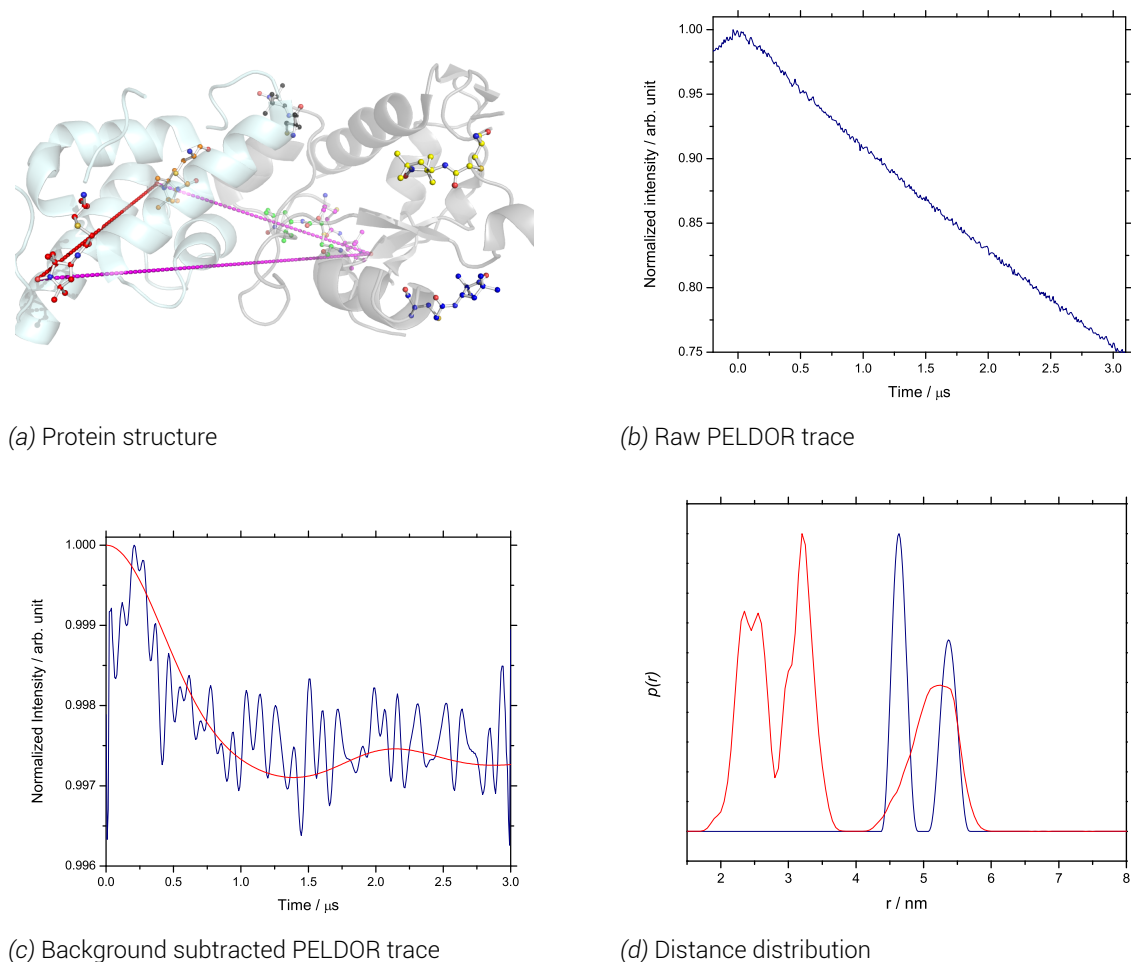 1.00
0.95
0.90
0.85
0.80
0.75
Normalized intensity / arb. unit
0.0 0.5 1.0 1.5 2.0 2.5 3.0
Time / μs
(a) Protein structure
(b) Raw PELDOR trace
1.000
0.999
0.998
0.997
0.996
Normalized Intensity / arb. unit
0.0 0.5 1.0 1.5 2.0 2.5 3.0
Time / μs
p(r)
2 3 4 5 6 7 8
r / nm
(c) Background subtracted PELDOR trace
(d) Distance distribution